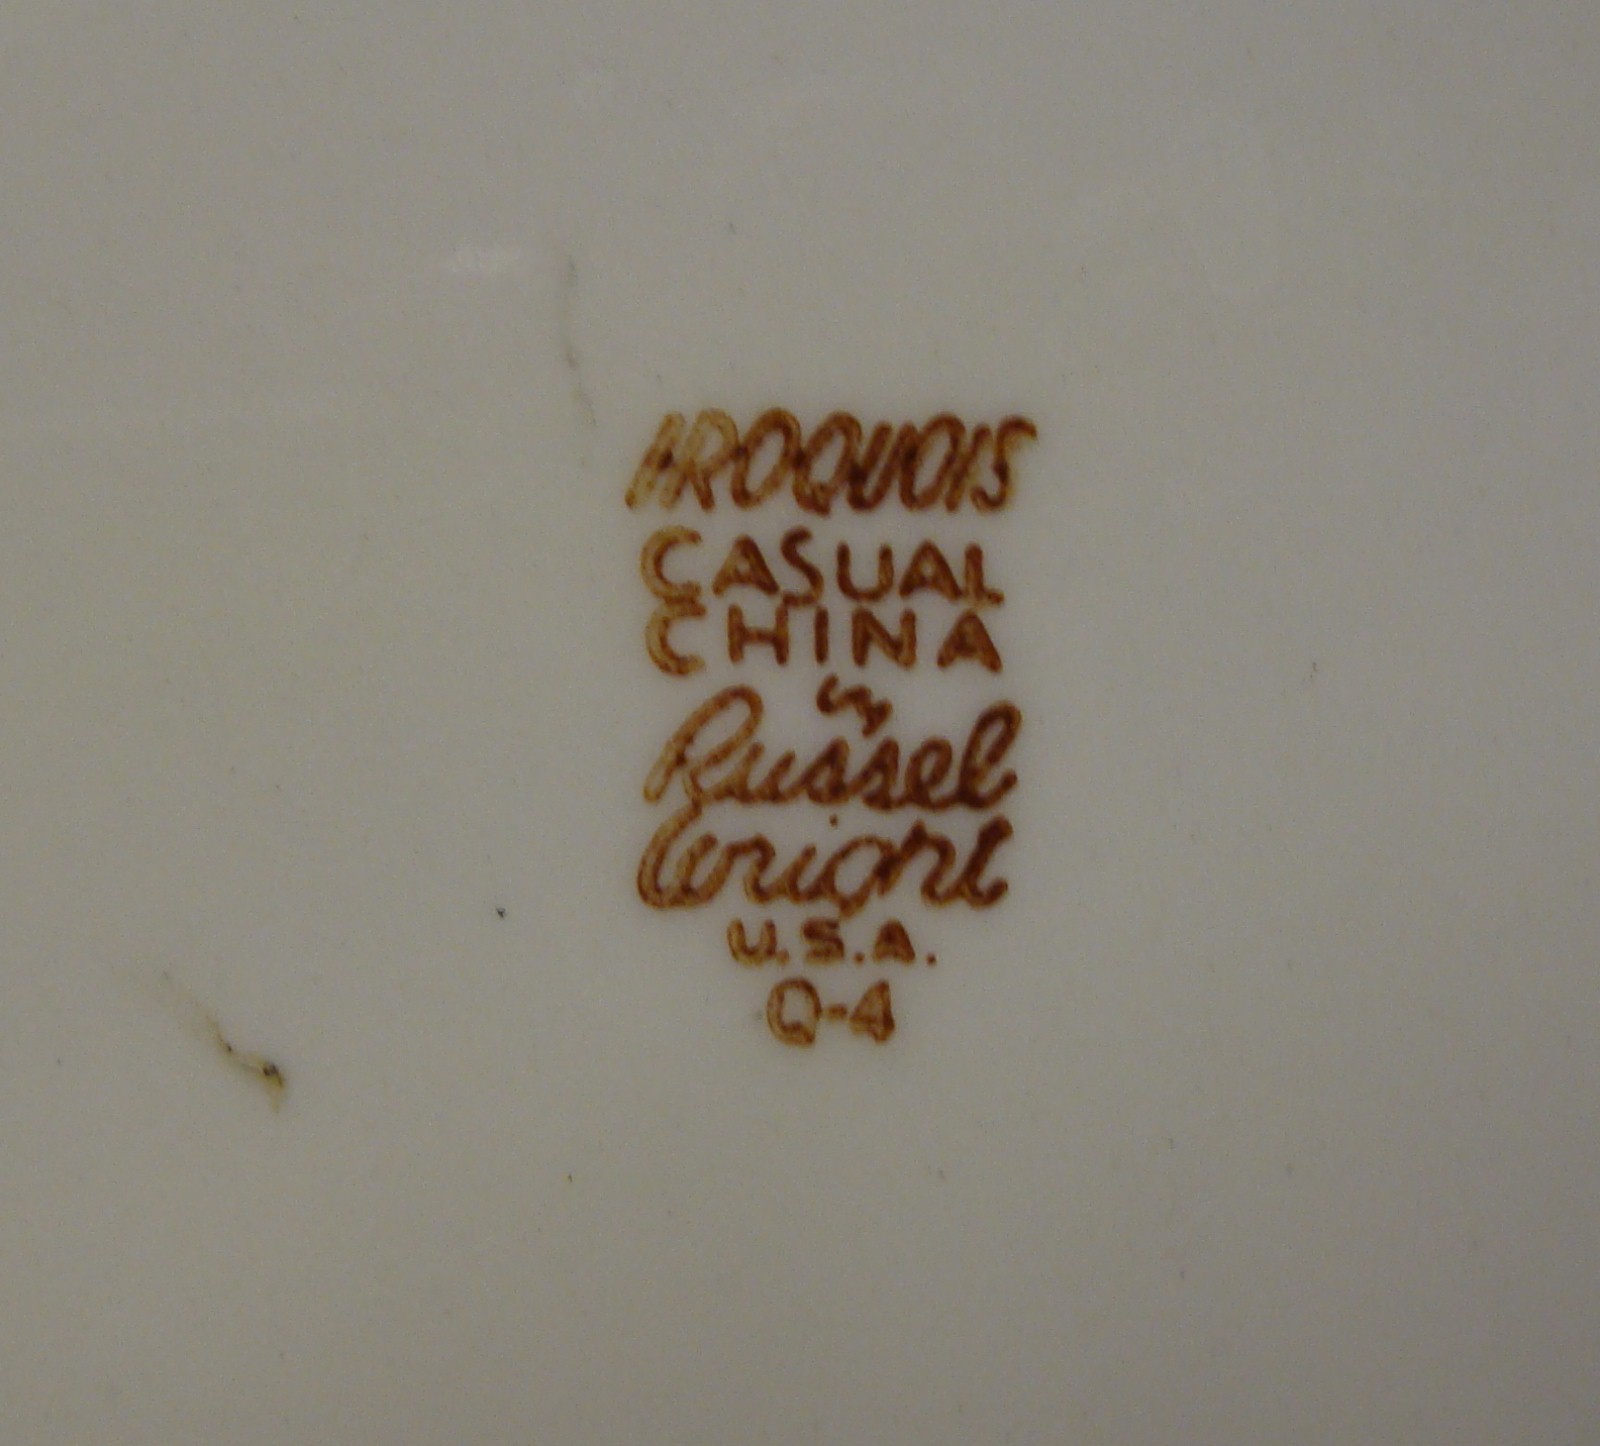 IROQUOIS
CASUAL
CHINA
by
Russel
Wright
U.S.A.
Q-4